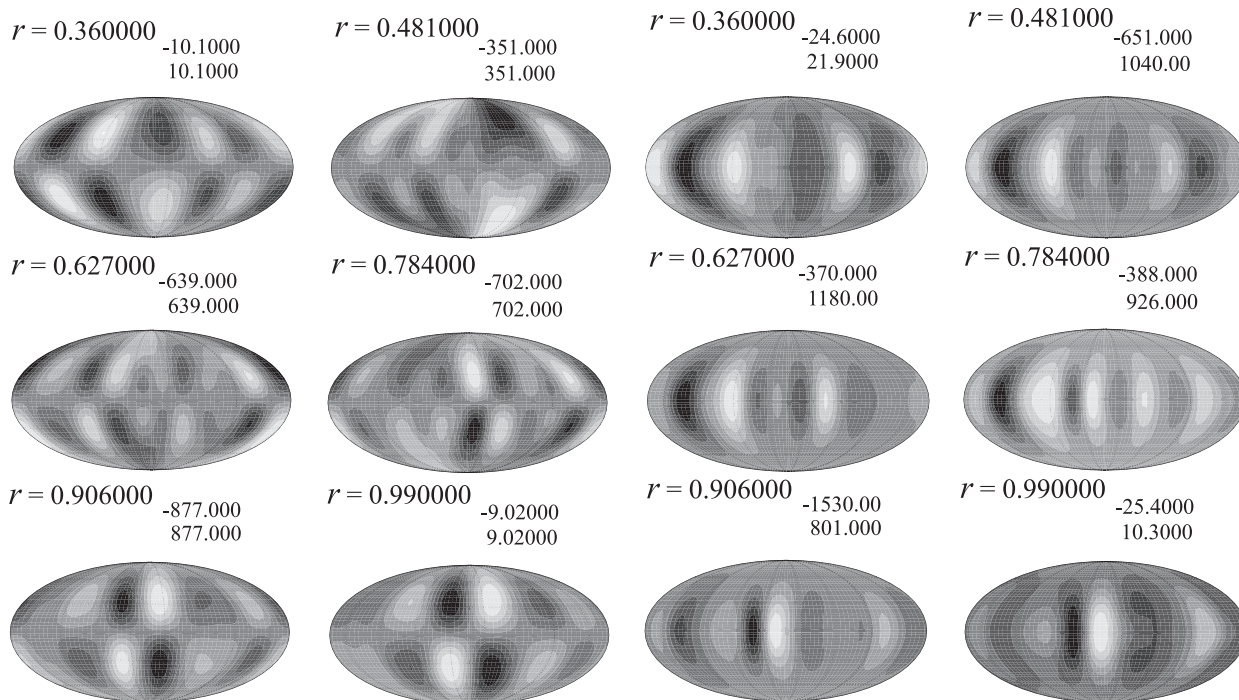 r = 0.360000
-10.1000
10.1000
r = 0.481000
-351.000
351.000
r = 0.360000
-24.6000
21.9000
r = 0.481000
-651.000
1040.00
r = 0.627000
-639.000
639.000
r = 0.784000
-702.000
702.000
r = 0.627000
-370.000
1180.00
r = 0.784000
-388.000
926.000
r = 0.906000
-877.000
877.000
r = 0.990000
-9.02000
9.02000
r = 0.906000
-1530.00
801.000
r = 0.990000
-25.4000
10.3000